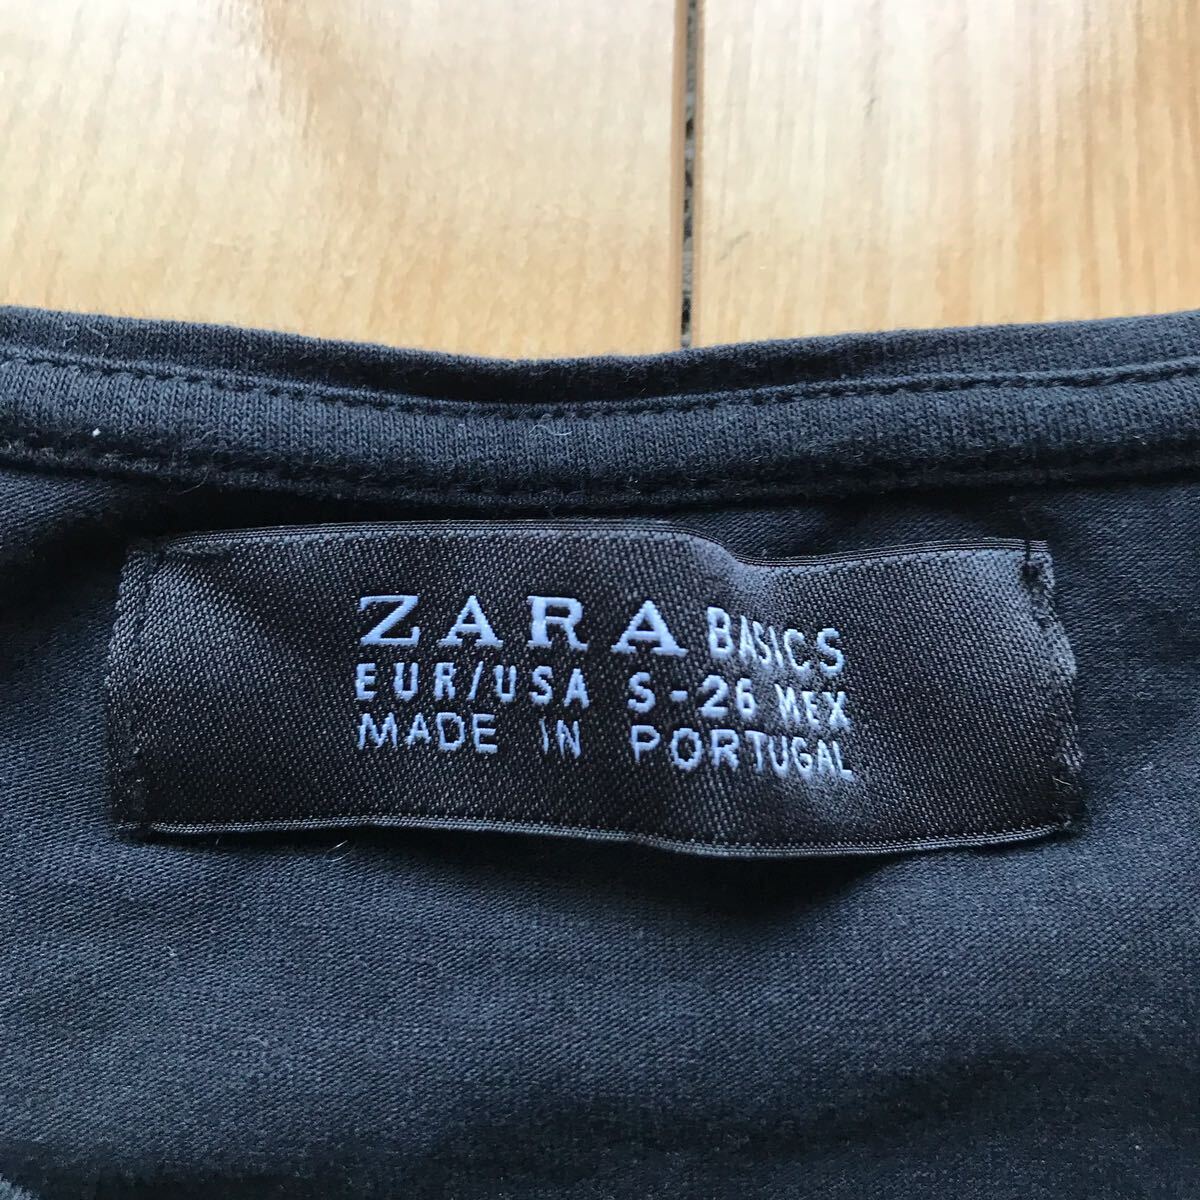 ZARA BASICS
EUR/USA S-26 MEX
MADE IN PORTUGAL